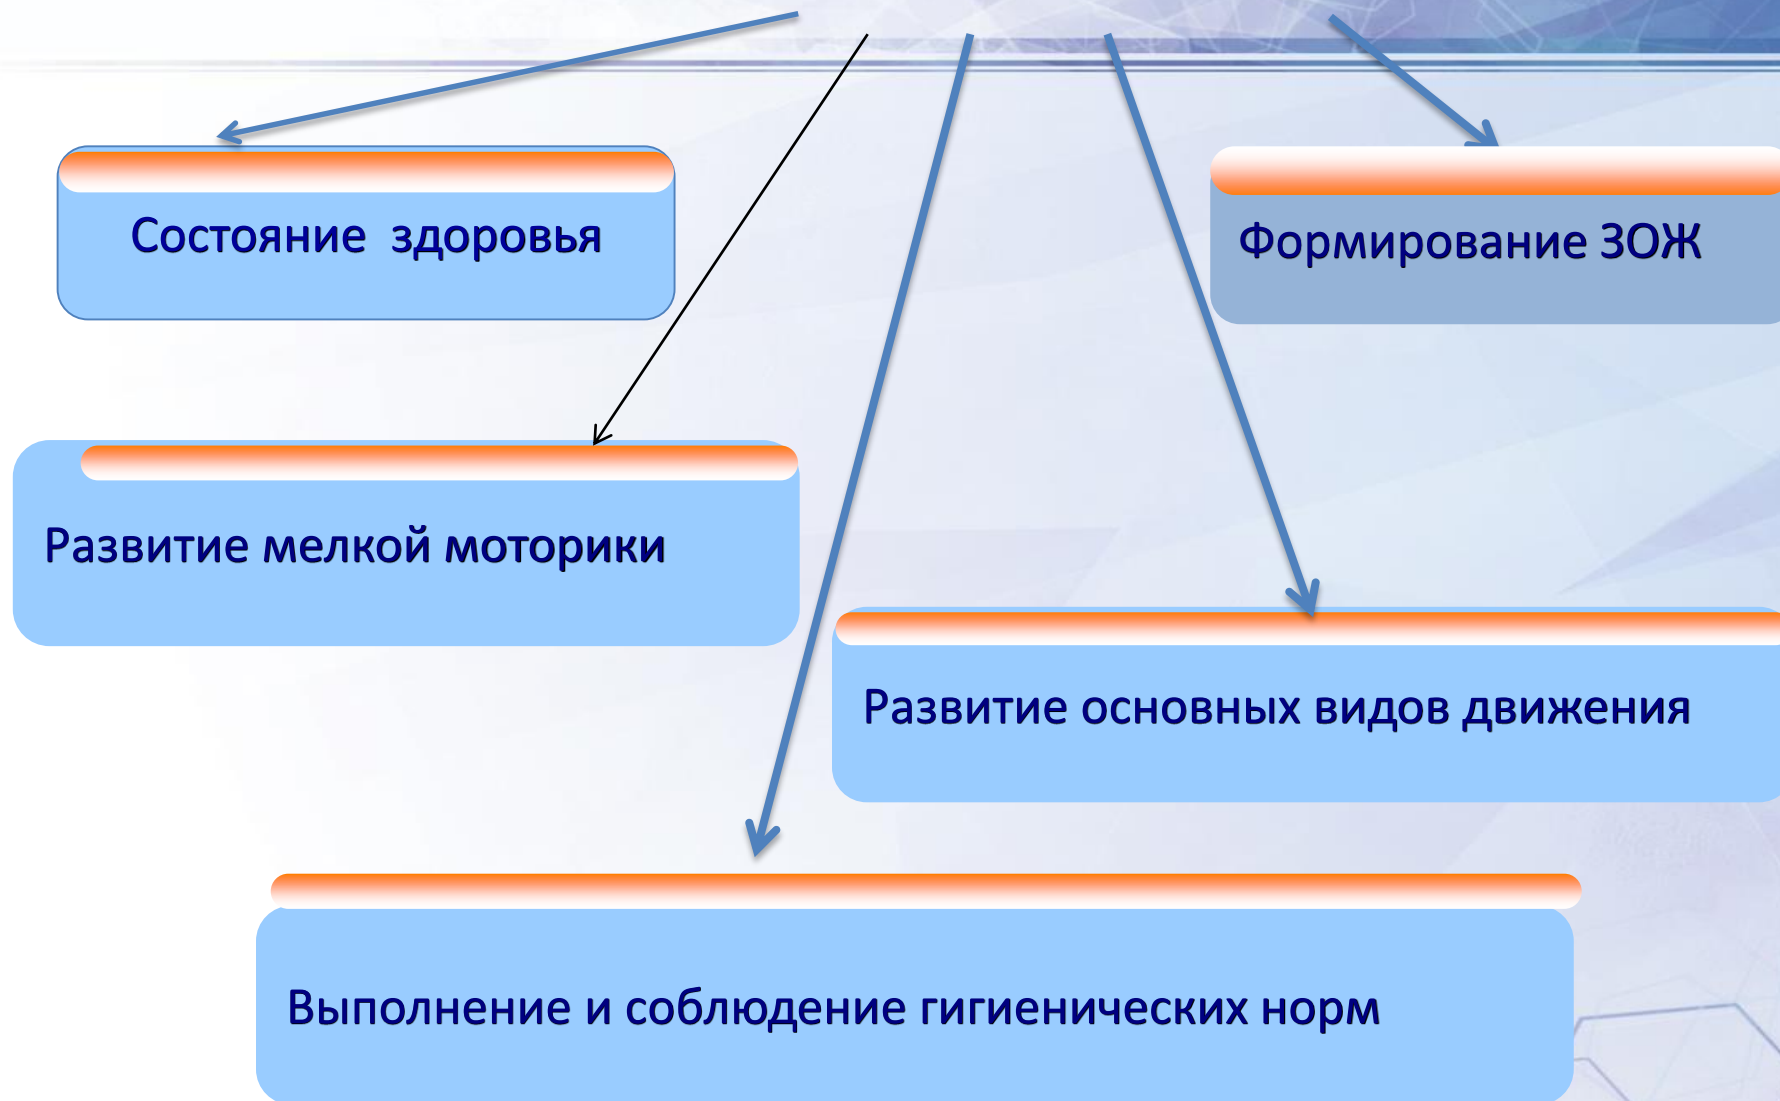 Состояние здоровья
Формирование ЗОЖ
Развитие мелкой моторики
Развитие основных видов движения
Выполнение и соблюдение гигиенических норм